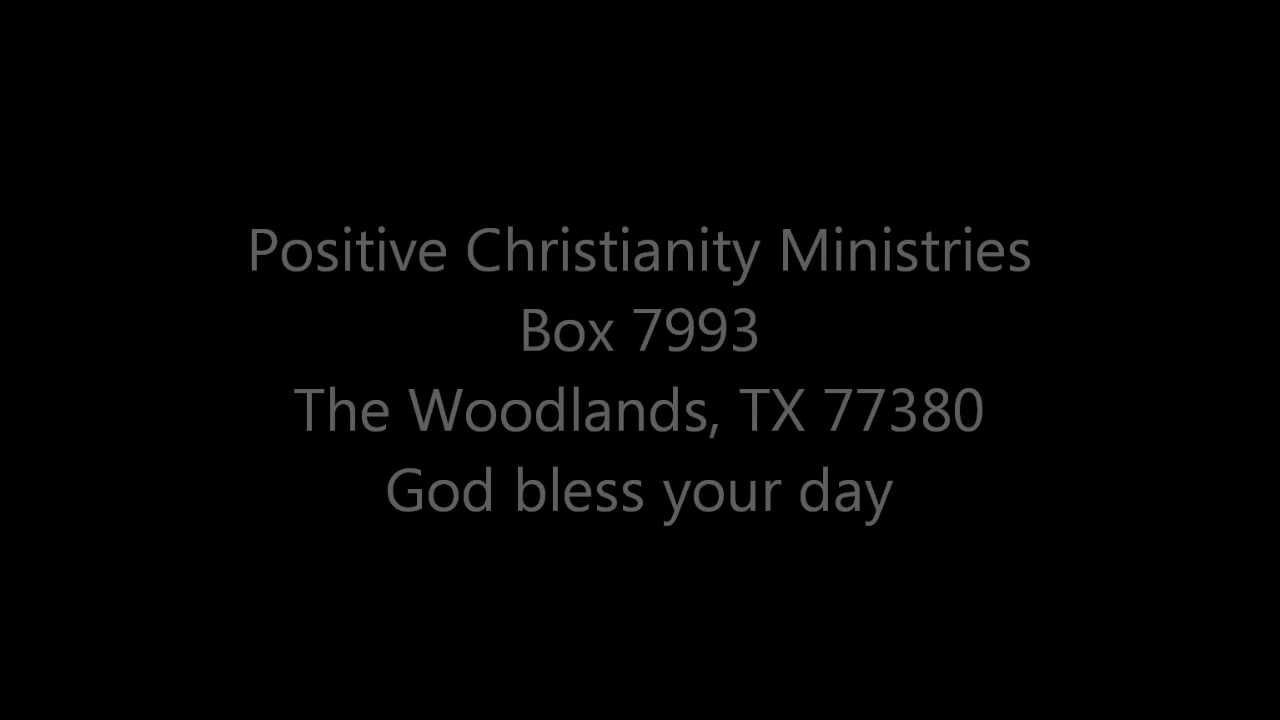 Positive Christianity Ministries
Box 7993
The Woodlands, TX 77380
God bless your day